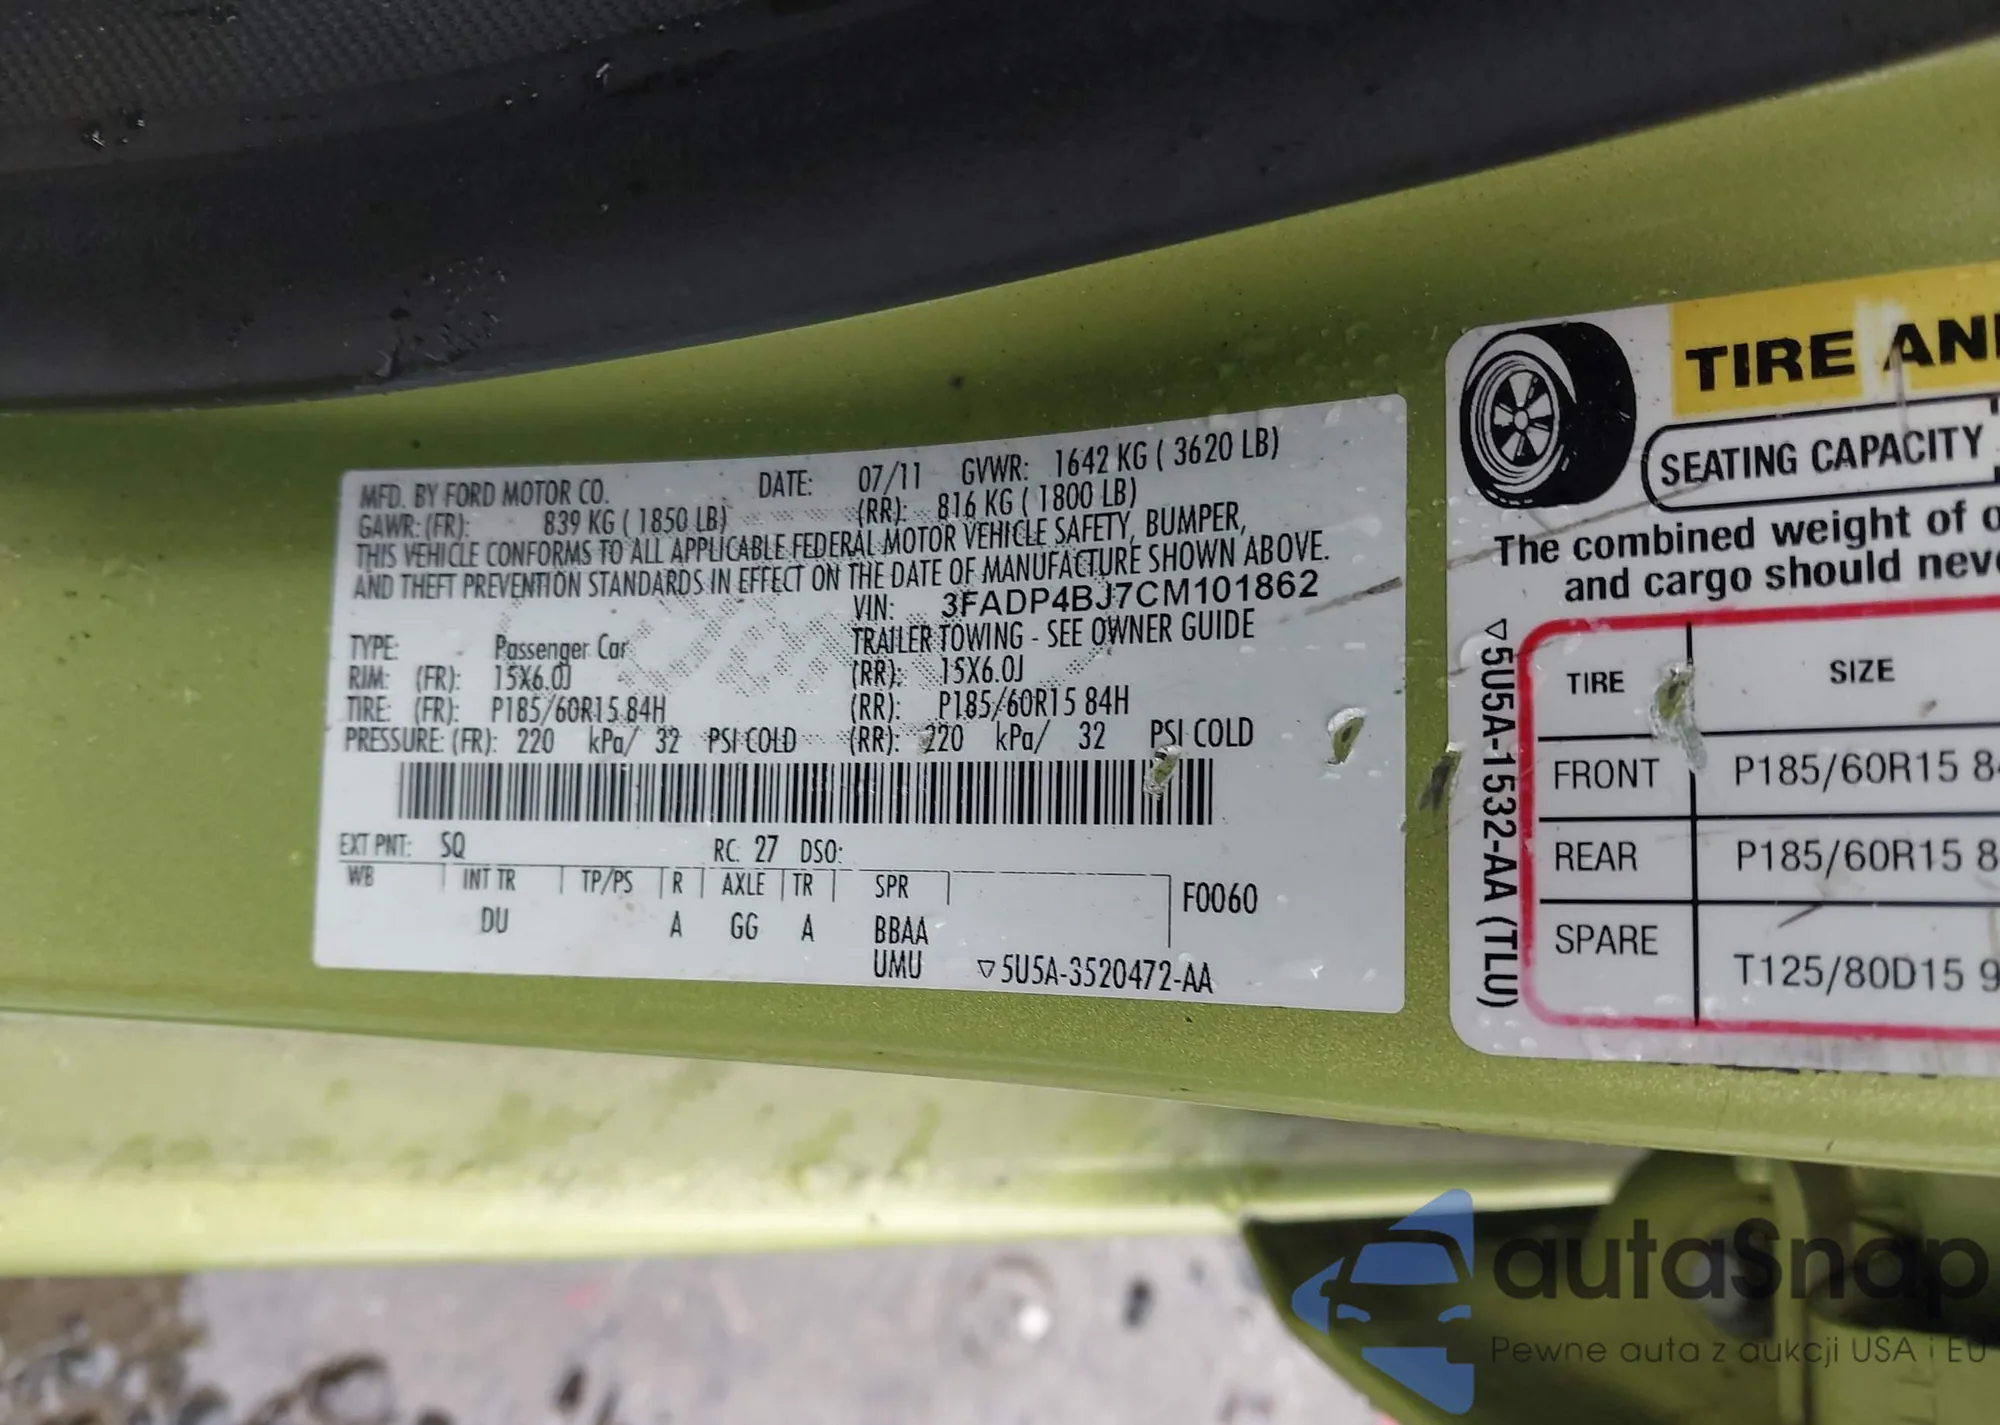 MFD. BY FORD MOTOR CO. DATE: 07/11 GVWR: 1642 KG ( 3620 LB)
GAWR: (FR): 839 KG ( 1850 LB) (RR): 816 KG ( 1800 LB)
THIS VEHICLE CONFORMS TO ALL APPLICABLE FEDERAL MOTOR VEHICLE SAFETY, BUMPER,
AND THEFT PREVENTION STANDARDS IN EFFECT ON THE DATE OF MANUFACTURE SHOWN ABOVE.
VIN: 3FADP4BJ7CM101862
TYPE: Passenger Car TRAILER TOWING - SEE OWNER GUIDE
RIM: (FR): 15X6.0J (RR): 15X6.0J
TIRE: (FR): P185/60R15 84H (RR): P185/60R15 84H
PRESSURE: (FR): 220 kPa/ 32 PSI COLD (RR): 220 kPa/ 32 PSI COLD
EXT PNT: SQ RC: 27 DSO:
WB INT TR TP/PS R AXLE TR SPR F0060
DU A GG A BBAA
UMU ▽5U5A-3520472-AA
TIRE AN
SEATING CAPACITY
The combined weight of o
and cargo should nev
▽5U5A-1532-AA (TLU)
TIRE SIZE
FRONT P185/60R15 8
REAR P185/60R15 8
SPARE T125/80D15 9
autaSnap
Pewne auta z aukcji USA i EU